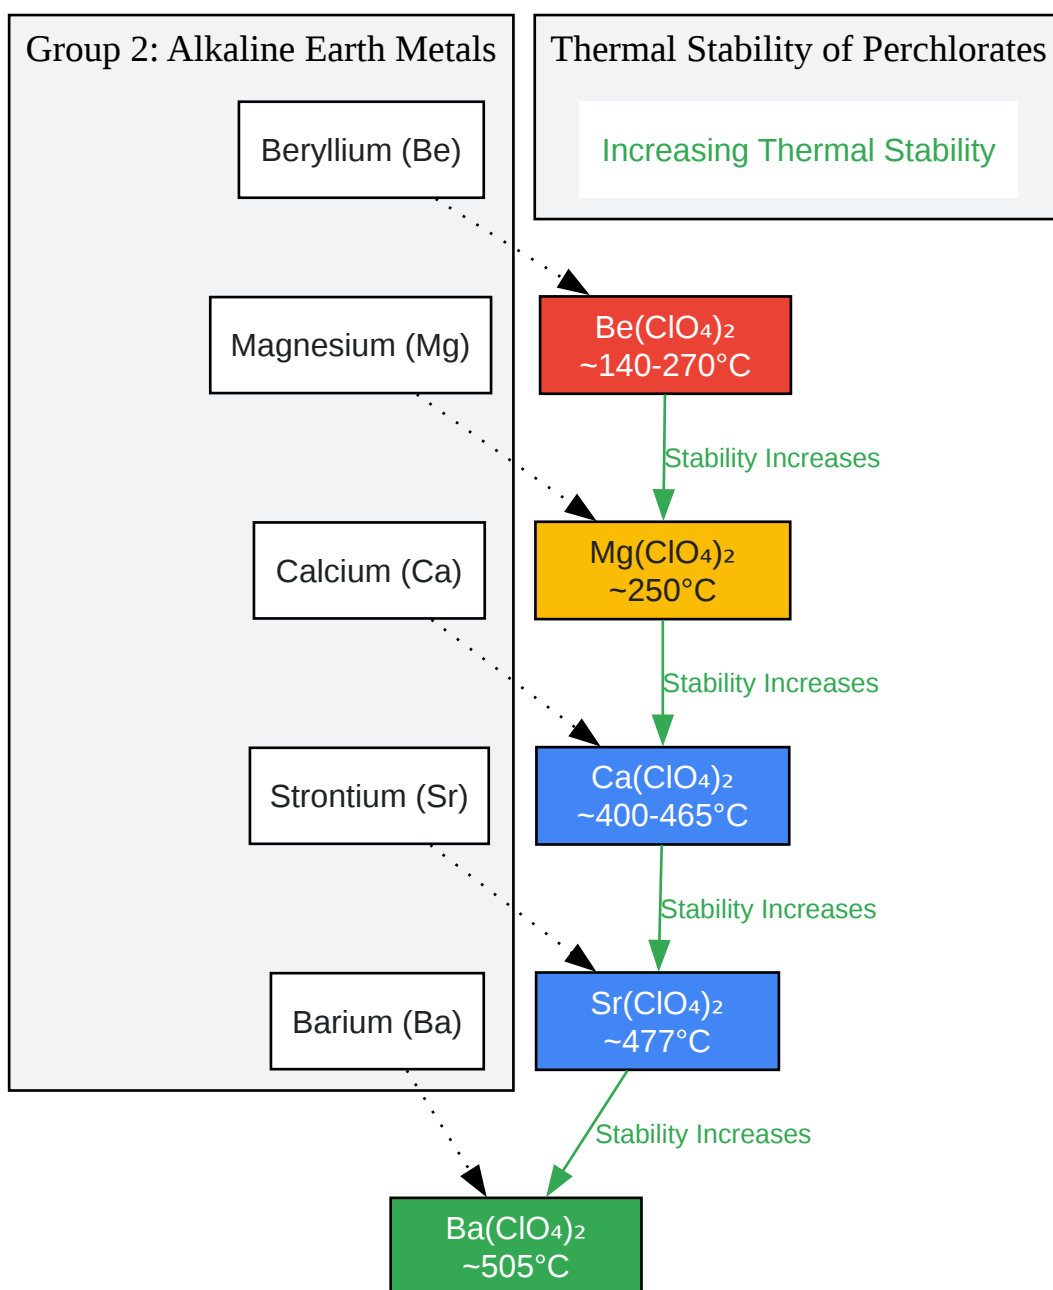 Group 2: Alkaline Earth Metals
Thermal Stability of Perchlorates
Beryllium (Be)
Increasing Thermal Stability
Magnesium (Mg)
Be(ClO₄)₂
~140-270°C
Stability Increases
Calcium (Ca)
Mg(ClO₄)₂
~250°C
Stability Increases
Strontium (Sr)
Ca(ClO₄)₂
~400-465°C
Stability Increases
Barium (Ba)
Sr(ClO₄)₂
~477°C
Stability Increases
Ba(ClO₄)₂
~505°C